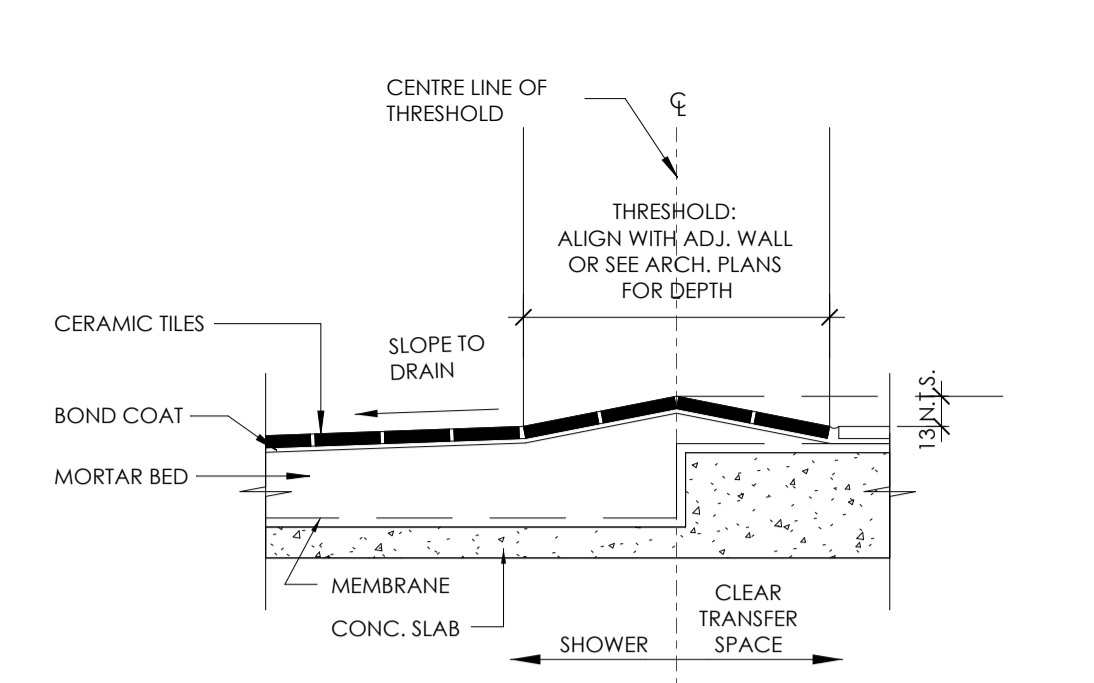 CENTRE LINE OF
THRESHOLD
℄
THRESHOLD:
ALIGN WITH ADJ. WALL
OR SEE ARCH. PLANS
FOR DEPTH
CERAMIC TILES
SLOPE TO
DRAIN
BOND COAT
13 N.T.S.
MORTAR BED
MEMBRANE
CONC. SLAB
CLEAR
TRANSFER
SPACE
SHOWER